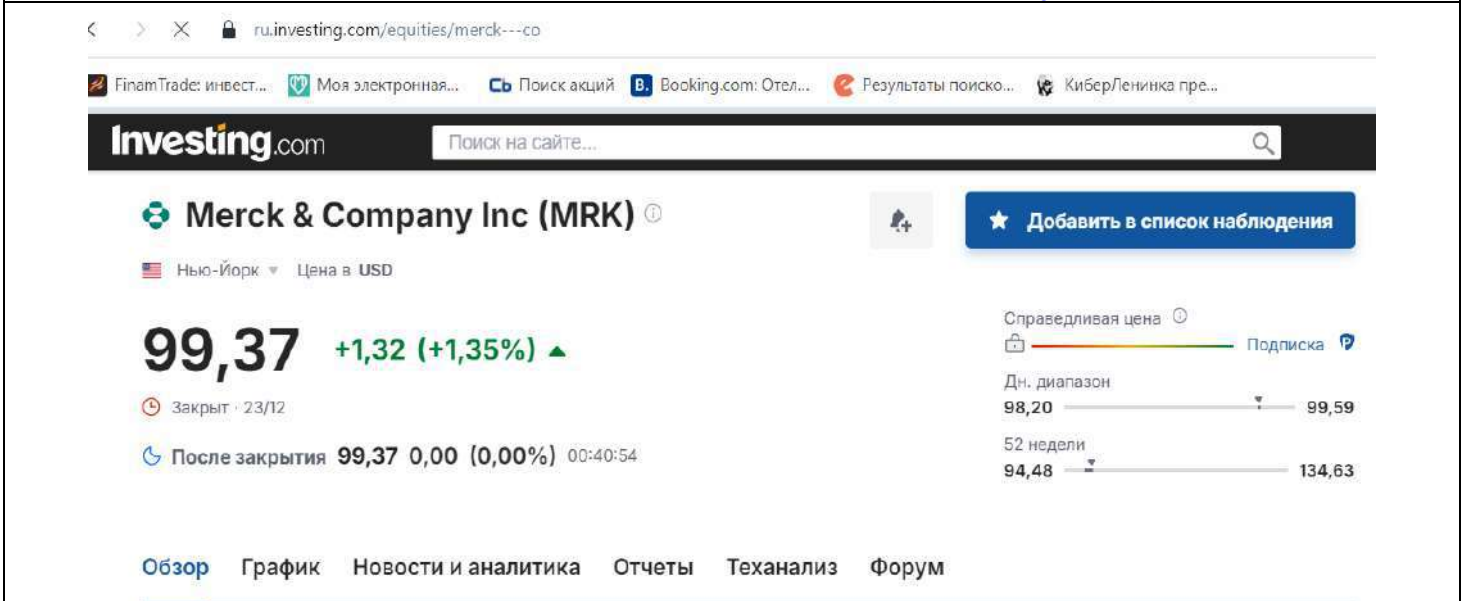 ru.investing.com/equities/merck---co
FinamTrade: инвест... Моя электронная... Сь Поиск акций B. Booking.com: Отел... Результаты поиско... КиберЛенинка пре...
Investing.com Поиск на сайте...
Merck & Company Inc (MRK) Добавить в список наблюдения
Нью-Йорк Цена в USD
Справедливая цена
99,37 +1,32 (+1,35%) Подписка
Дн. диапазон
Закрыт · 23/12 98,20 99,59
52 недели
После закрытия 99,37 0,00 (0,00%) 00:40:54
94,48 134,63
Обзор График Новости и аналитика Отчеты Теханализ Форум